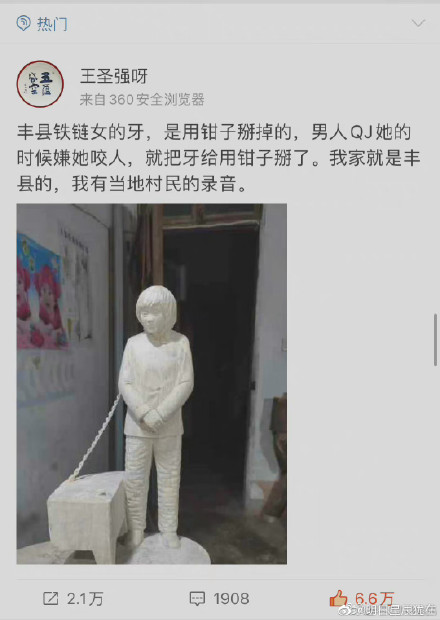 热门
王圣强呀
来自360安全浏览器
丰县铁链女的牙，是用钳子掰掉的，男人QJ她的
时候嫌她咬人，就把牙给用钳子掰了。我家就是丰
县的，我有当地村民的录音。
2.1万
1908
6.6万